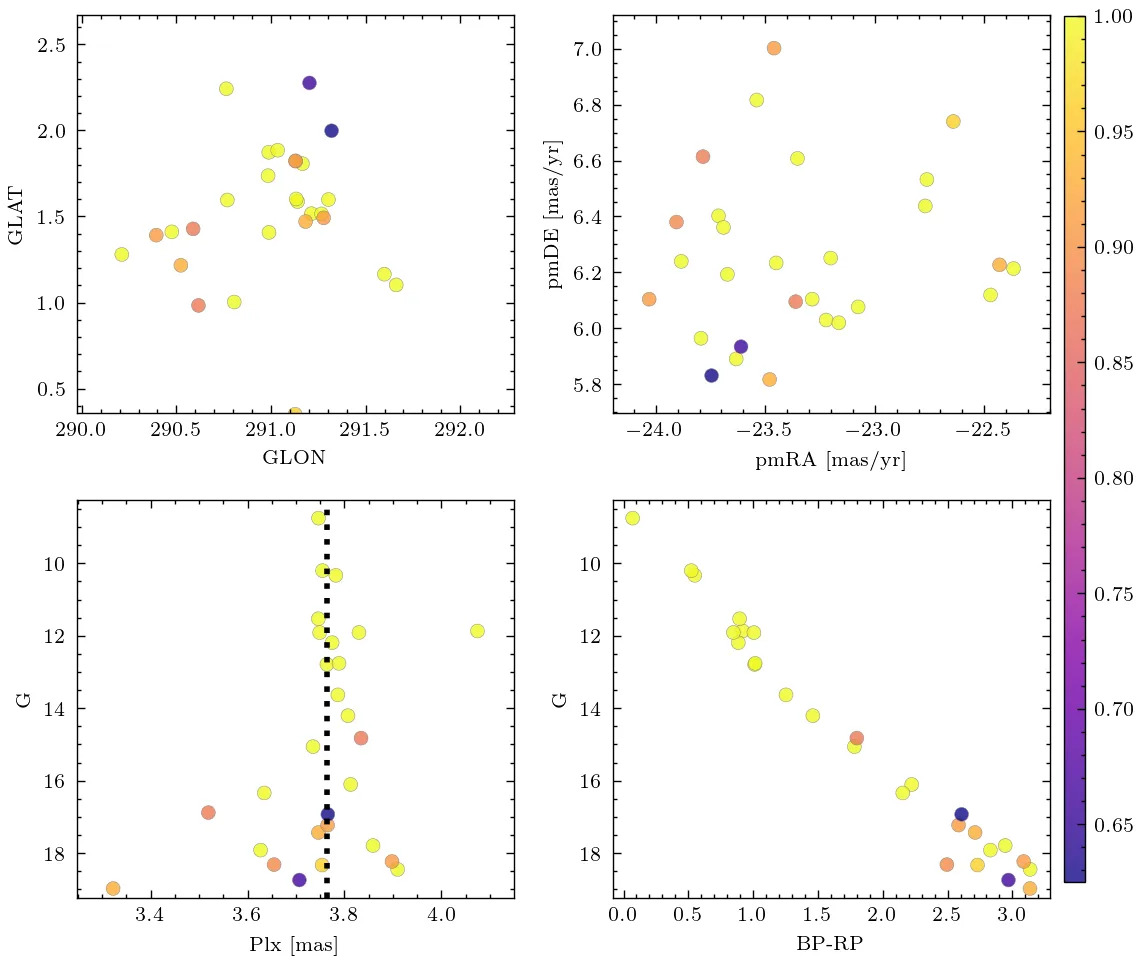 2.5
2.0
1.5
1.0
0.5
GLAT
290.0 290.5 291.0 291.5 292.0
GLON
7.0
6.8
6.6
6.4
6.2
6.0
5.8
pmDE [mas/yr]
−24.0 −23.5 −23.0 −22.5
pmRA [mas/yr]
1.00
0.95
0.90
0.85
0.80
0.75
0.70
0.65
10
12
14
16
18
G
3.4 3.6 3.8 4.0
Plx [mas]
10
12
14
16
18
G
0.0 0.5 1.0 1.5 2.0 2.5 3.0
BP-RP